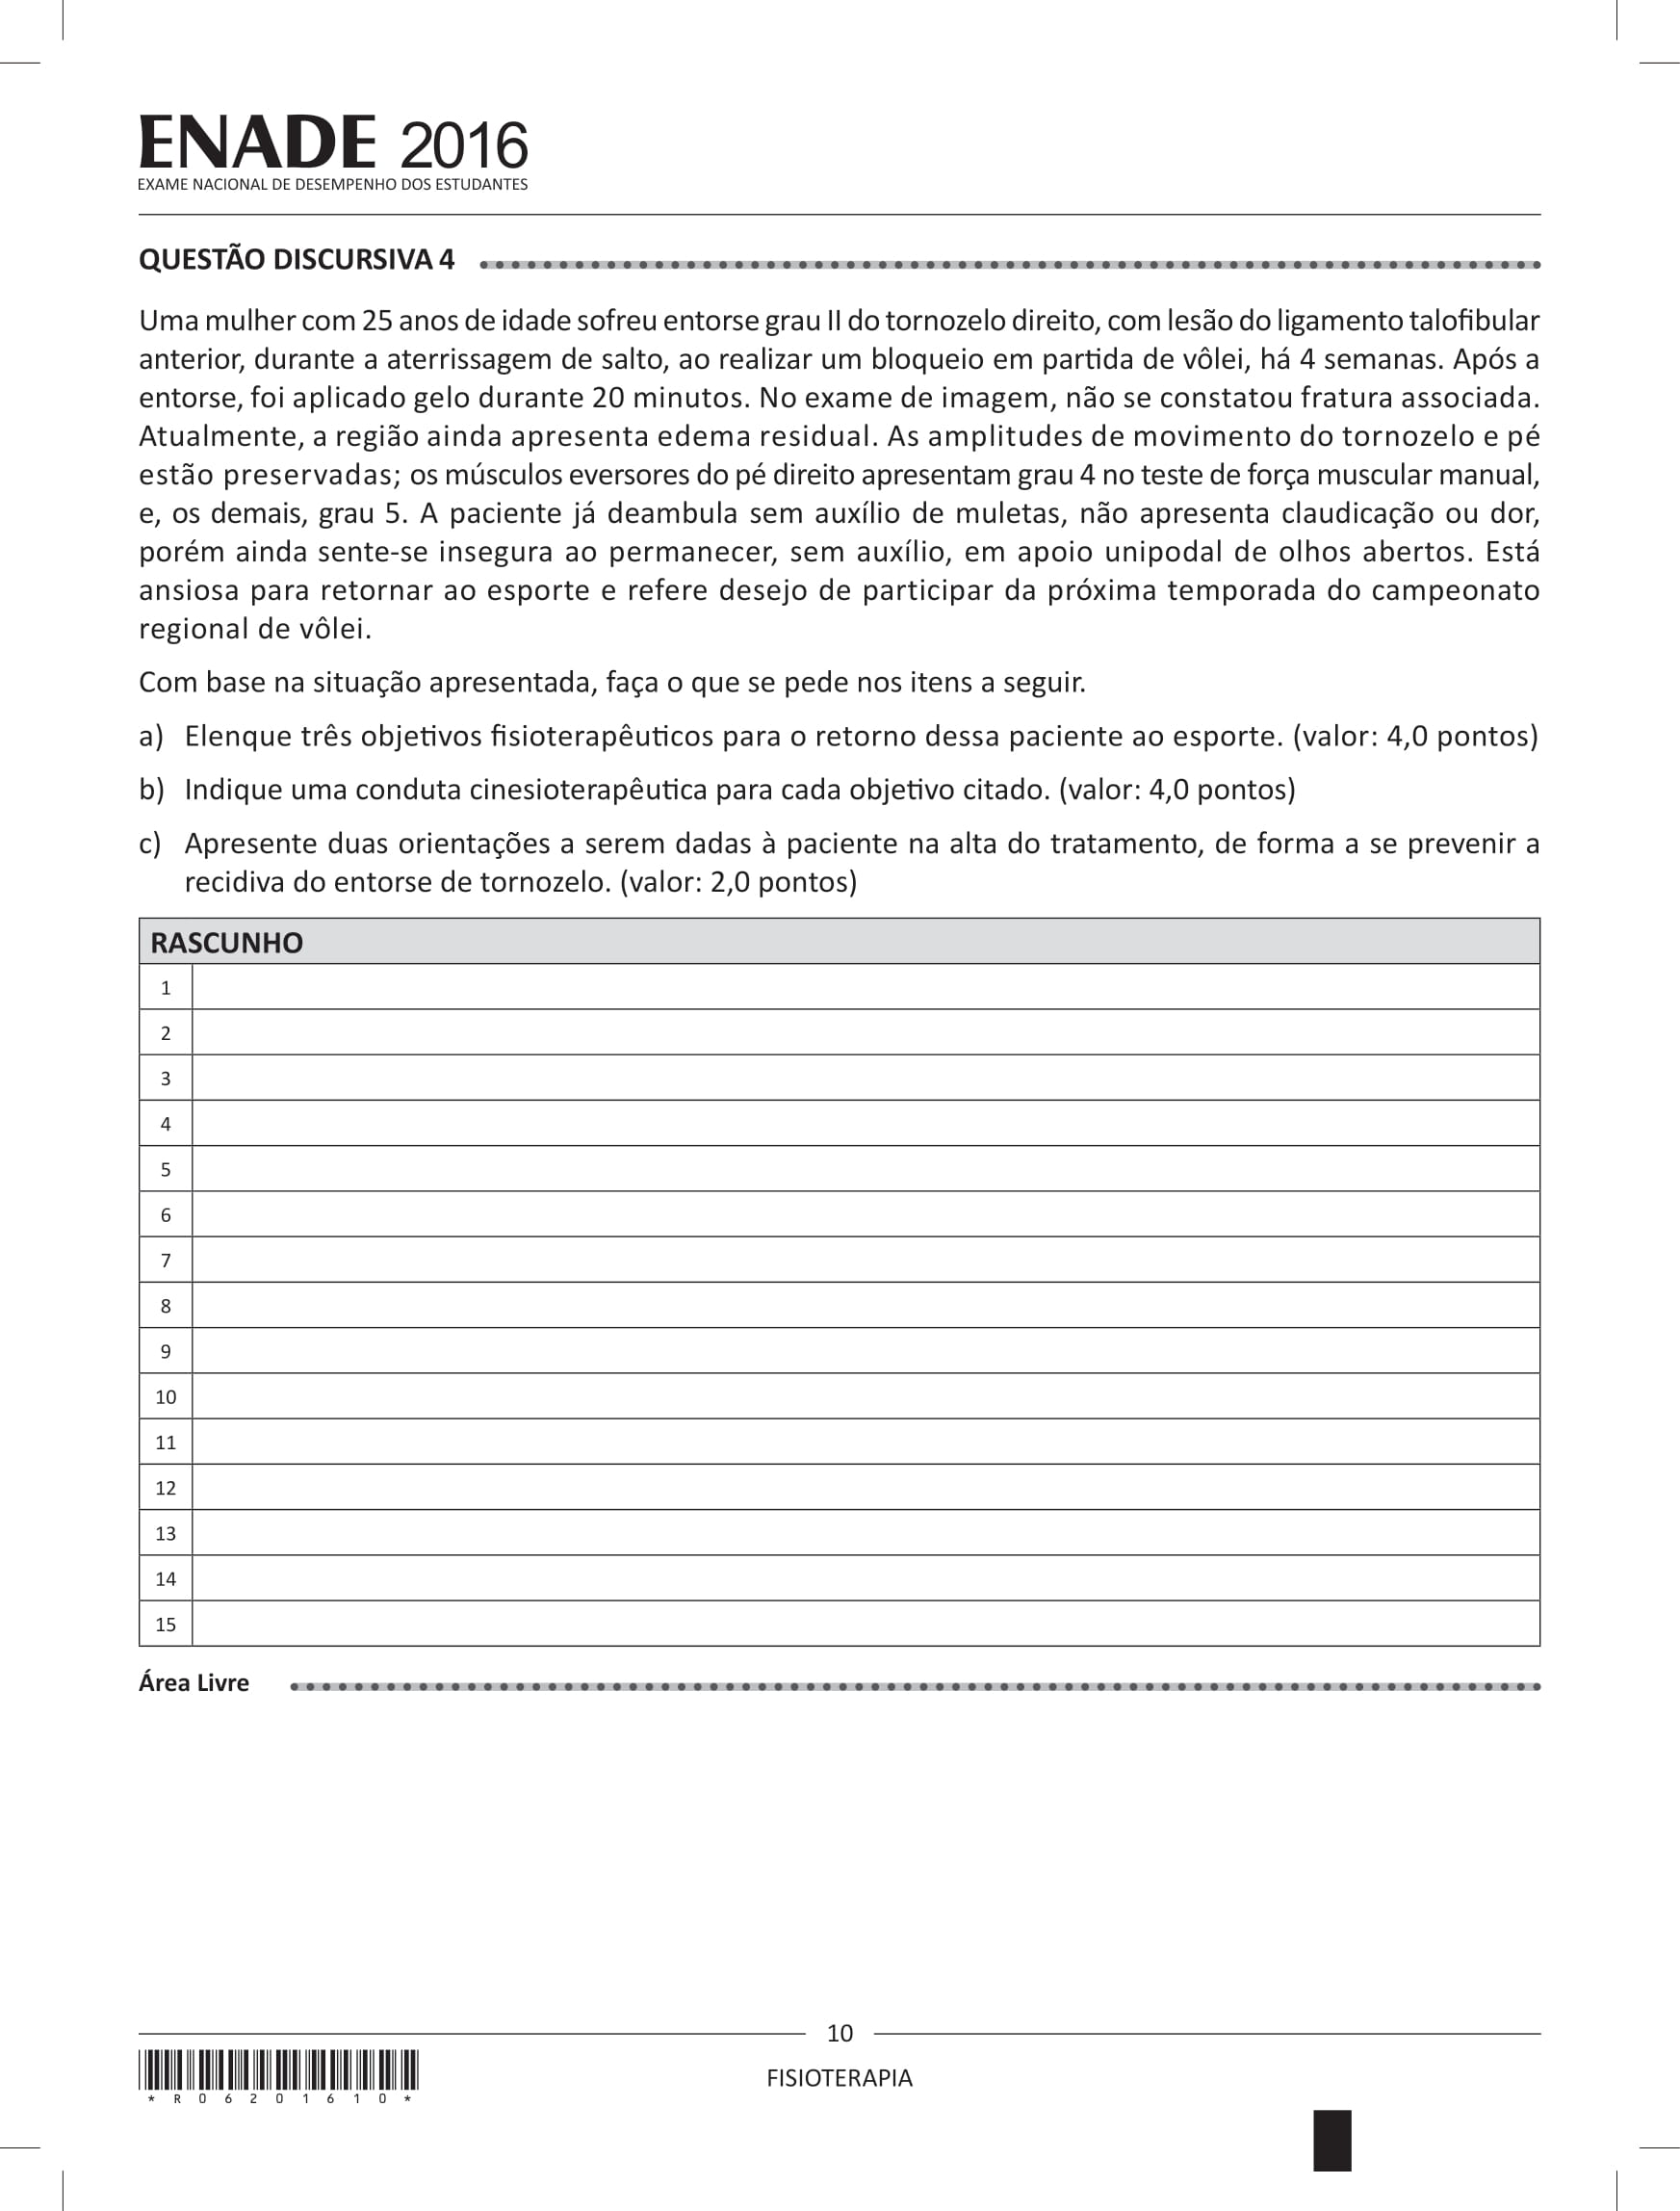 ENADE 2016
EXAME NACIONAL DE DESEMPENHO DOS ESTUDANTES
QUESTÃO DISCURSIVA 4
Uma mulher com 25 anos de idade sofreu entorse grau II do tornozelo direito, com lesão do ligamento talofibular
anterior, durante a aterrissagem de salto, ao realizar um bloqueio em partida de vôlei, há 4 semanas. Após a
entorse, foi aplicado gelo durante 20 minutos. No exame de imagem, não se constatou fratura associada.
Atualmente, a região ainda apresenta edema residual. As amplitudes de movimento do tornozelo e pé
estão preservadas; os músculos eversores do pé direito apresentam grau 4 no teste de força muscular manual,
e, os demais, grau 5. A paciente já deambula sem auxílio de muletas, não apresenta claudicação ou dor,
porém ainda sente-se insegura ao permanecer, sem auxílio, em apoio unipodal de olhos abertos. Está
ansiosa para retornar ao esporte e refere desejo de participar da próxima temporada do campeonato
regional de vôlei.
Com base na situação apresentada, faça o que se pede nos itens a seguir.
a) Elenque três objetivos fisioterapêuticos para o retorno dessa paciente ao esporte. (valor: 4,0 pontos)
b) Indique uma conduta cinesioterapêutica para cada objetivo citado. (valor: 4,0 pontos)
c) Apresente duas orientações a serem dadas à paciente na alta do tratamento, de forma a se prevenir a
recidiva do entorse de tornozelo. (valor: 2,0 pontos)
RASCUNHO
1
2
3
4
5
6
7
8
9
10
11
12
13
14
15
Área Livre
10
FISIOTERAPIA
* R 0 6 2 0 1 6 1 0 *